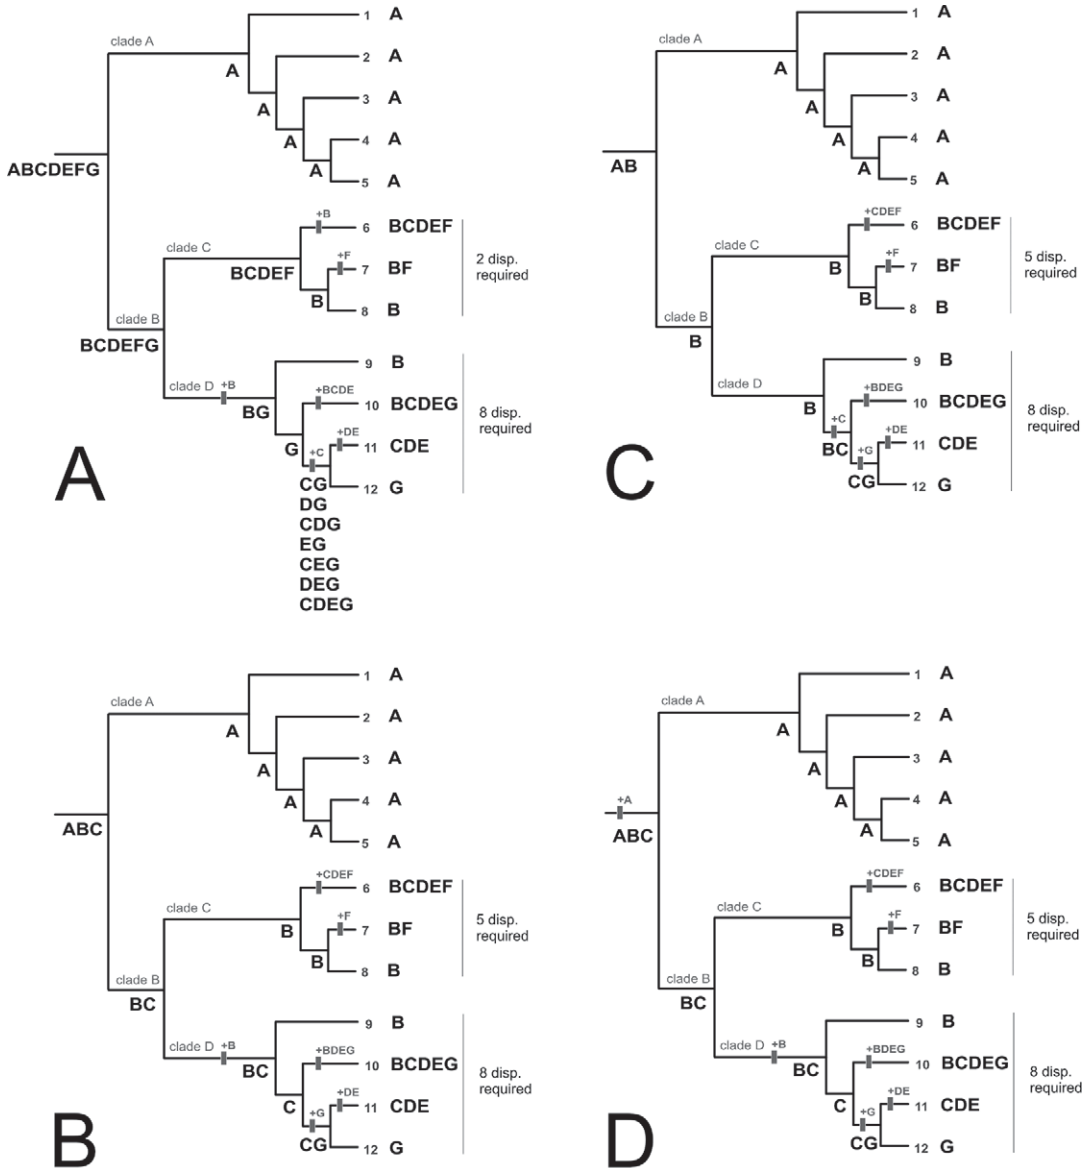 clade A
1 A
A
2 A
A
3 A
A
4 A
A
5 A
ABCDEFG
+B
6 BCDEF
clade C
BCDEF
+F
7 BF
B
8 B
2 disp.
required
clade B
BCDEFG
9 B
clade D
+B
BG
+BCDE
10 BCDEG
G
+DE
11 CDE
+C
12 G
CG
DG
CDG
EG
CEG
DEG
CDEG
8 disp.
required
A
clade A
1 A
A
2 A
A
3 A
A
4 A
A
5 A
AB
+CDEF
6 BCDEF
clade C
B
+F
7 BF
B
8 B
5 disp.
required
clade B
B
9 B
clade D
B
+BDEG
10 BCDEG
+C
BC
+DE
11 CDE
+G
CG
12 G
8 disp.
required
C
clade A
1 A
A
2 A
A
3 A
A
4 A
A
5 A
ABC
+CDEF
6 BCDEF
clade C
B
+F
7 BF
B
8 B
5 disp.
required
clade B
BC
9 B
clade D
+B
BC
+BDEG
10 BCDEG
C
+DE
11 CDE
+G
CG
12 G
8 disp.
required
B
clade A
1 A
A
2 A
A
3 A
A
4 A
A
5 A
+A
ABC
+CDEF
6 BCDEF
clade C
B
+F
7 BF
B
8 B
5 disp.
required
clade B
BC
9 B
clade D
+B
BC
+BDEG
10 BCDEG
C
+DE
11 CDE
+G
CG
12 G
8 disp.
required
D